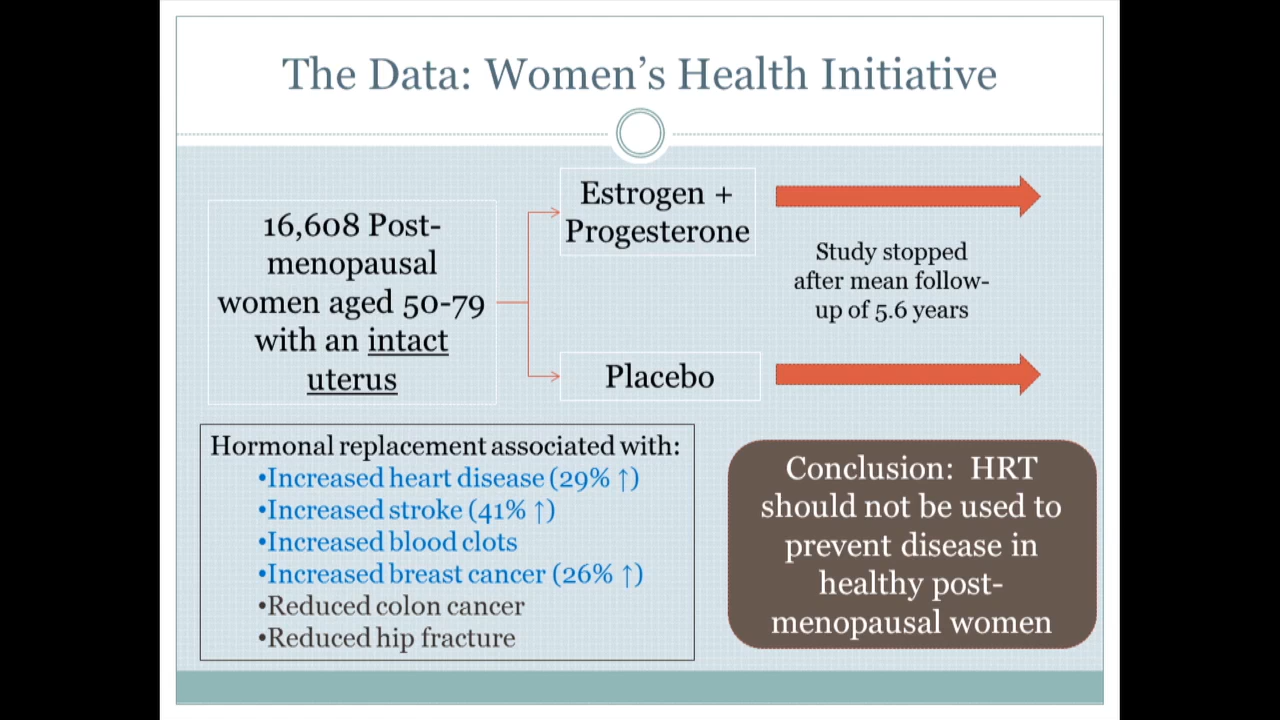 The Data: Women's Health Initiative
16,608 Post-
menopausal
women aged 50-79
with an intact
uterus
Estrogen +
Progesterone
Study stopped
after mean follow-
up of 5.6 years
Placebo
Hormonal replacement associated with:
•Increased heart disease (29% ↑)
•Increased stroke (41% ↑)
•Increased blood clots
•Increased breast cancer (26% ↑)
•Reduced colon cancer
•Reduced hip fracture
Conclusion: HRT
should not be used to
prevent disease in
healthy post-
menopausal women